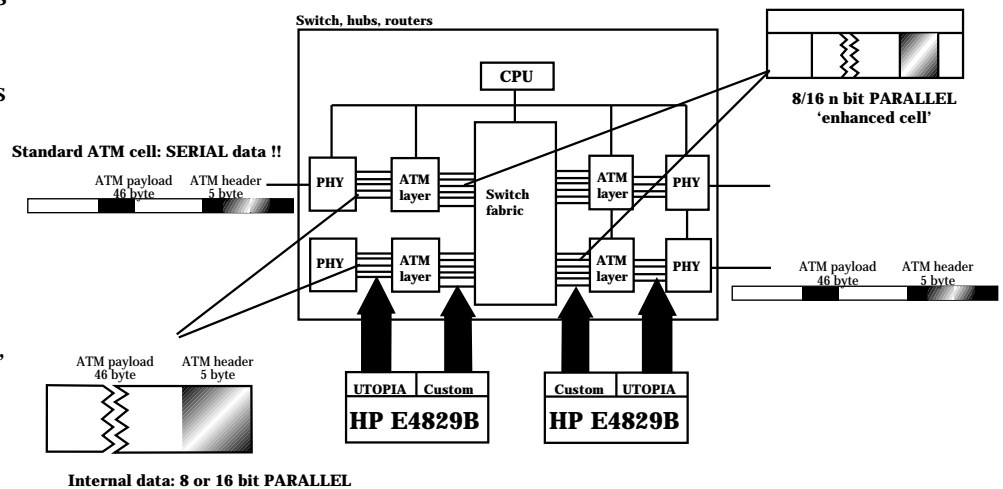 s
s
Switch, hubs, routers
CPU
8/16 n bit PARALLEL
'enhanced cell'
Standard ATM cell: SERIAL data !!
ATM payload
46 byte
ATM header
5 byte
PHY
ATM
layer
Switch
fabric
ATM
layer
PHY
PHY
ATM
layer
ATM
layer
PHY
ATM payload
46 byte
ATM header
5 byte
,
ATM payload
46 byte
ATM header
5 byte
UTOPIA
Custom
HP E4829B
Custom
UTOPIA
HP E4829B
Internal data: 8 or 16 bit PARALLEL